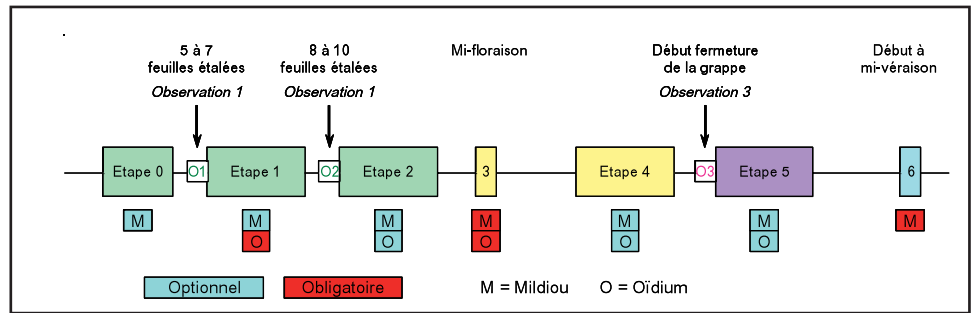 5 à 7
feuilles étalées
Observation 1
8 à 10
feuilles étalées
Observation 1
Mi-floraison
Début fermeture
de la grappe
Observation 3
Début à
mi-véraison
Etape 0
O1
Etape 1
O2
Etape 2
3
Etape 4
O3
Etape 5
6
M
M
O
M
O
M
O
M
O
M
O
M
Optionnel
Obligatoire
M = Mildiou
O = Oïdium